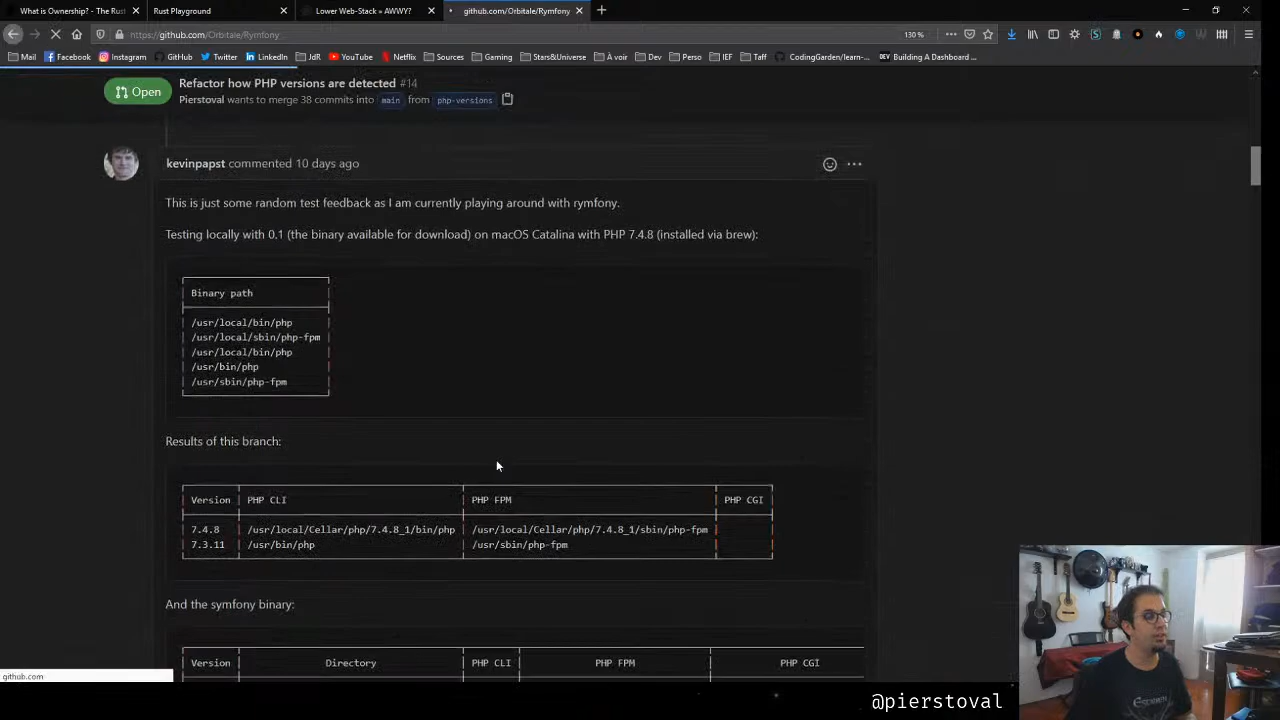 What is Ownership? - The Rust
Rust Playground
Lower Web-Stack » AWWY?
github.com/Orbitale/Rymfony
https://github.com/Orbitale/Rymfony
130 %
Mail
Facebook
Instagram
GitHub
Twitter
LinkedIn
JdR
YouTube
Netflix
Sources
Gaming
Stars&Universe
À voir
Dev
Perso
IEF
Taff
CodingGarden/learn-...
DEV
Building A Dashboard ...
Open
Refactor how PHP versions are detected #14
Pierstoval wants to merge 38 commits into main from php-versions
kevinpapst commented 10 days ago
This is just some random test feedback as I am currently playing around with rymfony.
Testing locally with 0.1 (the binary available for download) on macOS Catalina with PHP 7.4.8 (installed via brew):
Binary path
/usr/local/bin/php
/usr/local/sbin/php-fpm
/usr/local/bin/php
/usr/bin/php
/usr/sbin/php-fpm
Results of this branch:
Version PHP CLI PHP FPM PHP CGI
7.4.8 /usr/local/Cellar/php/7.4.8_1/bin/php /usr/local/Cellar/php/7.4.8_1/sbin/php-fpm
7.3.11 /usr/bin/php /usr/sbin/php-fpm
And the symfony binary:
Version Directory PHP CLI PHP FPM PHP CGI
github.com
@pierstoval